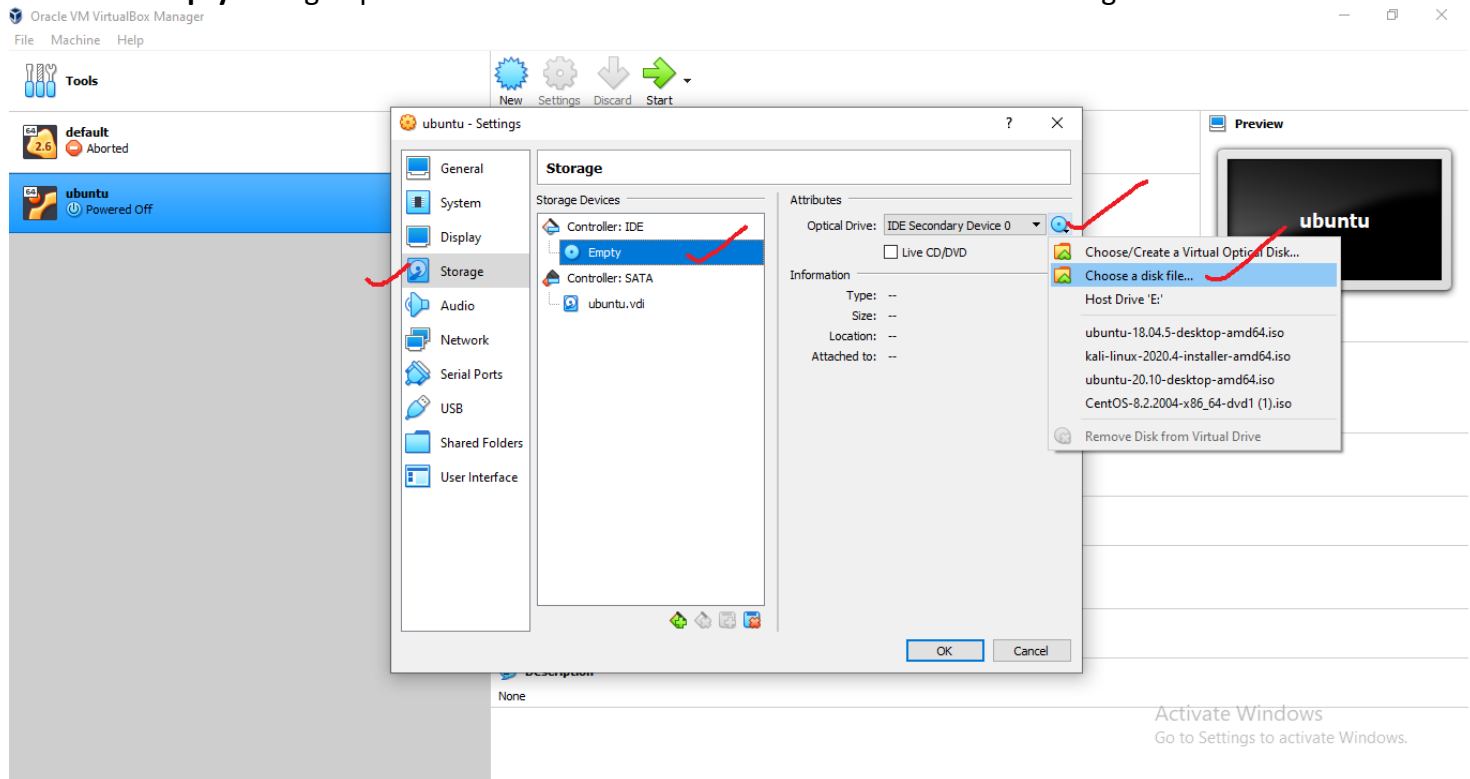 Oracle VM VirtualBox Manager
File Machine Help
Tools
New Settings Discard Start
64
2.6
default
Aborted
64
ubuntu
Powered Off
ubuntu - Settings ? ×
General
System
Display
Storage
Audio
Network
Serial Ports
USB
Shared Folders
User Interface
Storage
Storage Devices
Controller: IDE
Empty
Controller: SATA
ubuntu.vdi
Attributes
Optical Drive: IDE Secondary Device 0
Live CD/DVD
Information
Type: --
Size: --
Location: --
Attached to: --
OK Cancel
Choose/Create a Virtual Optical Disk...
Choose a disk file...
Host Drive 'E:'
ubuntu-18.04.5-desktop-amd64.iso
kali-linux-2020.4-installer-amd64.iso
ubuntu-20.10-desktop-amd64.iso
CentOS-8.2.2004-x86_64-dvd1 (1).iso
Remove Disk from Virtual Drive
Preview
ubuntu
Description
None
Activate Windows
Go to Settings to activate Windows.